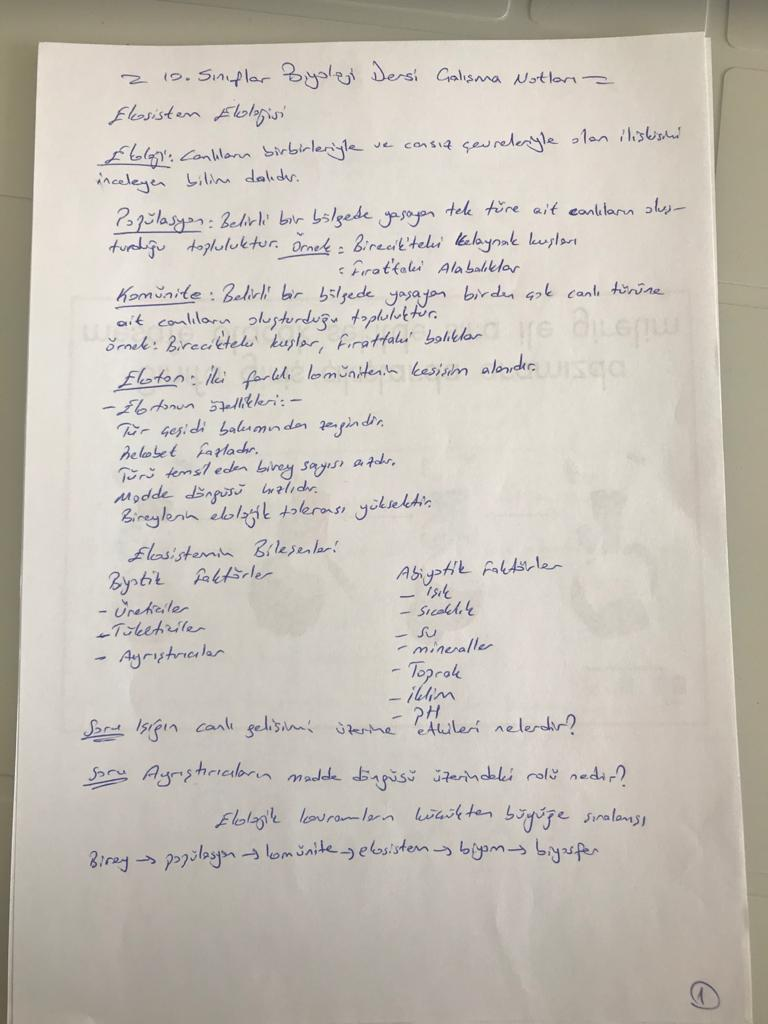 10. Sınıflar Biyoloji Dersi Çalışma Notları
Ekosistem Ekolojisi
Ekoloji: Canlıların birbirleriyle ve cansız çevreleriyle olan ilişkisini
inceleyen bilim dalıdır.
Popülasyon: Belirli bir bölgede yaşayan tek türe ait canlıların oluş-
turduğu topluluktur. Örnek = Birecik'teki Kelaynak kuşları
= Fırat'taki Alabalıklar
Komünite: Belirli bir bölgede yaşayan birden çok canlı türüne
ait canlıların oluşturduğu topluluktur.
Örnek: Birecikteki kuşlar, Fırattaki balıklar
Ekoton: İki farklı komünitenin kesişim alanıdır.
- Ekotonun özellikleri: -
Tür çeşidi bakımından zengindir.
Rekabet fazladır.
Türü temsil eden birey sayısı azdır.
Madde döngüsü hızlıdır.
Bireylerin ekolojik toleransı yüksektir.
Ekosistemin Bileşenleri
Biyotik faktörler Abiyotik faktörler
- Işık
- Üreticiler - Sıcaklık
- Tüketiciler - Su
- mineraller
- Ayrıştırıcılar - Toprak
- iklim
- PH
Soru Işığın canlı gelişimi üzerine etkileri nelerdir?
Soru Ayrıştırıcıların madde döngüsü üzerindeki rolü nedir?
Ekolojik kavramların küçükten büyüğe sıralanışı
Birey → popülasyon → komünite → ekosistem → biyom → biyosfer
1